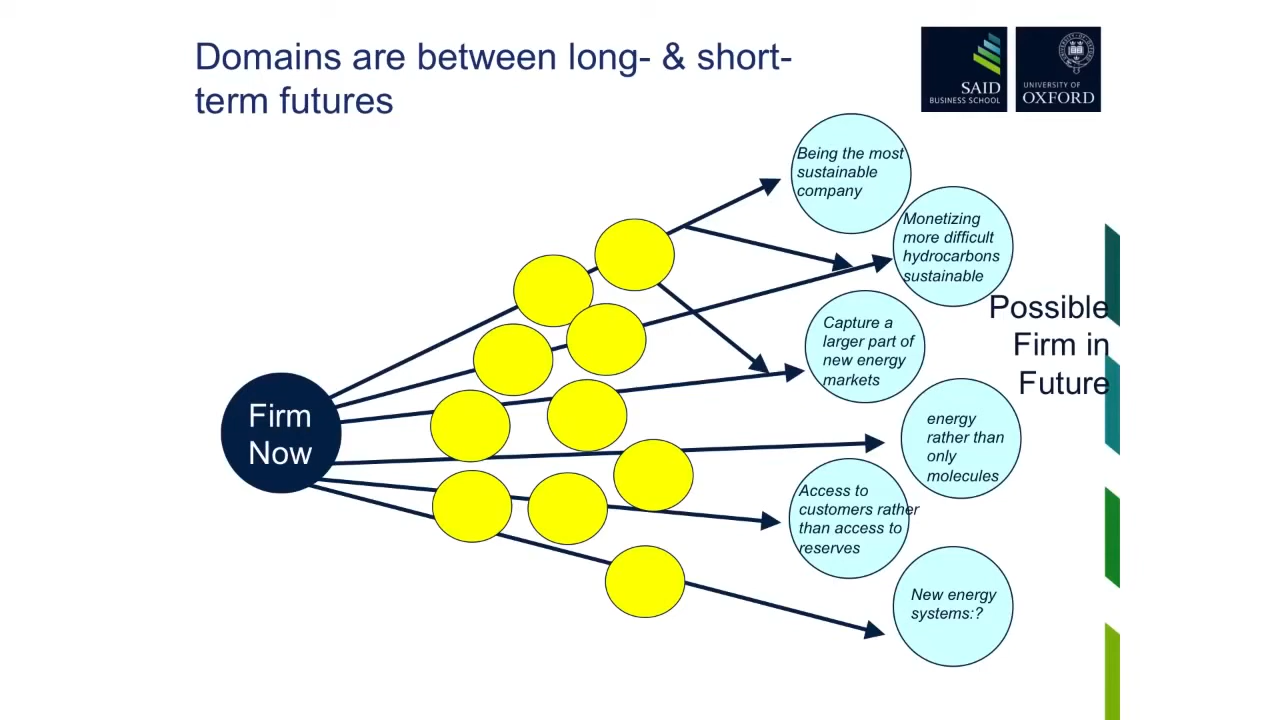 Domains are between long- & short-
term futures
SAID
BUSINESS SCHOOL
UNIVERSITY OF
OXFORD
Being the most
sustainable
company
Monetizing
more difficult
hydrocarbons
sustainable
Possible
Firm in
Future
Capture a
larger part of
new energy
markets
Firm
Now
energy
rather than
only
molecules
Access to
customers rather
than access to
reserves
New energy
systems:?